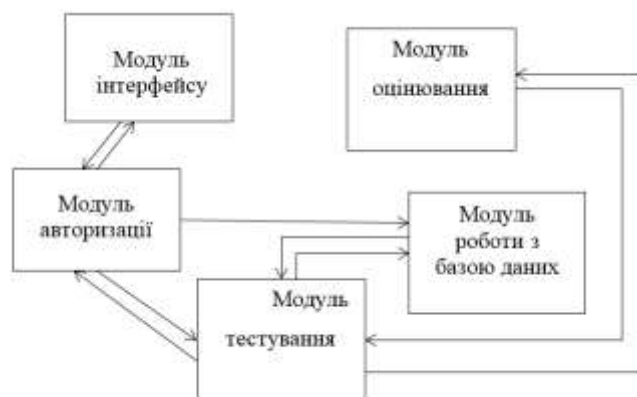 Модуль
інтерфейсу
Модуль
оцінювання
Модуль
авторизації
Модуль
роботи з
базою даних
Модуль
тестування